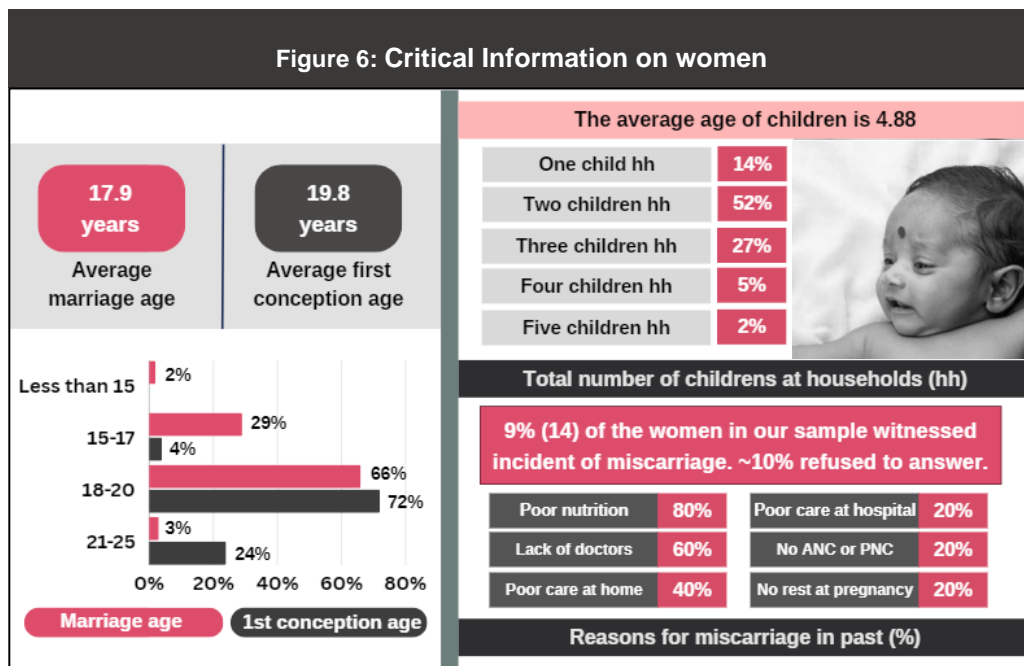 Figure 6: Critical Information on women
17.9
years
Average
marriage age
19.8
years
Average first
conception age
Less than 15
2%
15-17
29%
4%
18-20
66%
72%
21-25
3%
24%
0% 20% 40% 60% 80%
Marriage age
1st conception age
The average age of children is 4.88
One child hh 14%
Two children hh 52%
Three children hh 27%
Four children hh 5%
Five children hh 2%
Total number of childrens at households (hh)
9% (14) of the women in our sample witnessed
incident of miscarriage. ~10% refused to answer.
Poor nutrition 80%
Lack of doctors 60%
Poor care at home 40%
Poor care at hospital 20%
No ANC or PNC 20%
No rest at pregnancy 20%
Reasons for miscarriage in past (%)